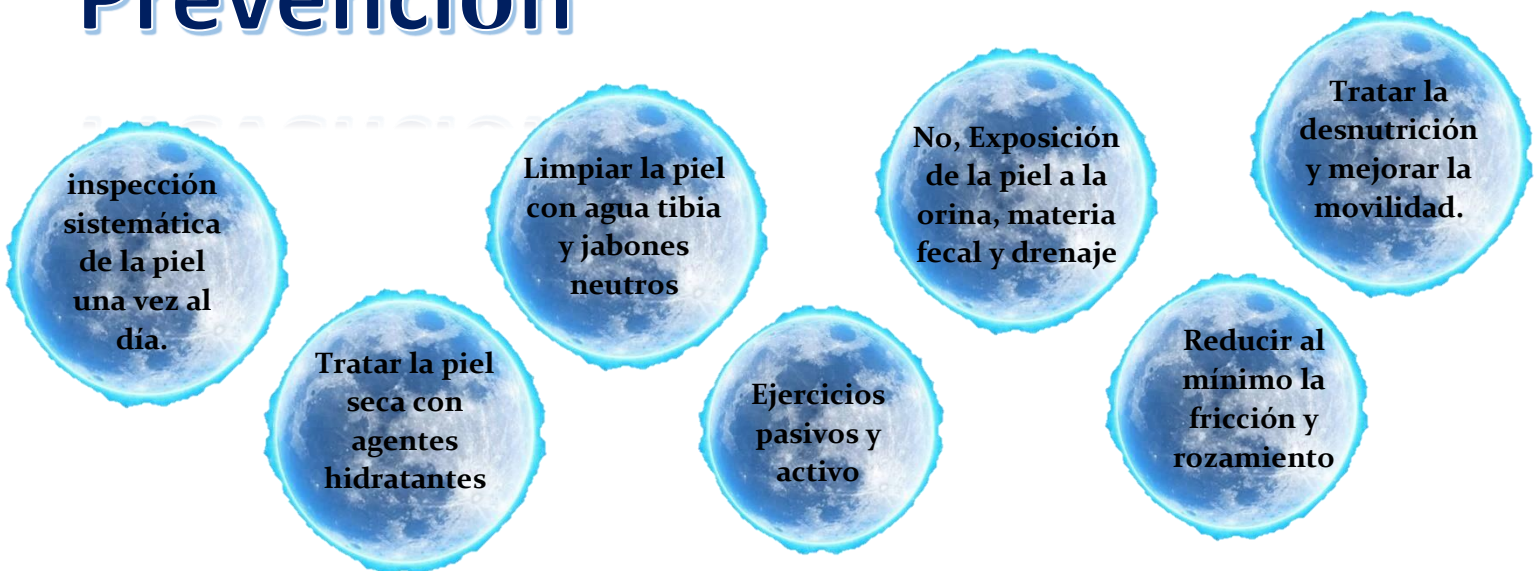 Prevención
inspección
sistemática
de la piel
una vez al
día.
Tratar la piel
seca con
agentes
hidratantes
Limpiar la piel
con agua tibia
y jabones
neutros
Ejercicios
pasivos y
activo
No, Exposición
de la piel a la
orina, materia
fecal y drenaje
Reducir al
mínimo la
fricción y
rozamiento
Tratar la
desnutrición
y mejorar la
movilidad.